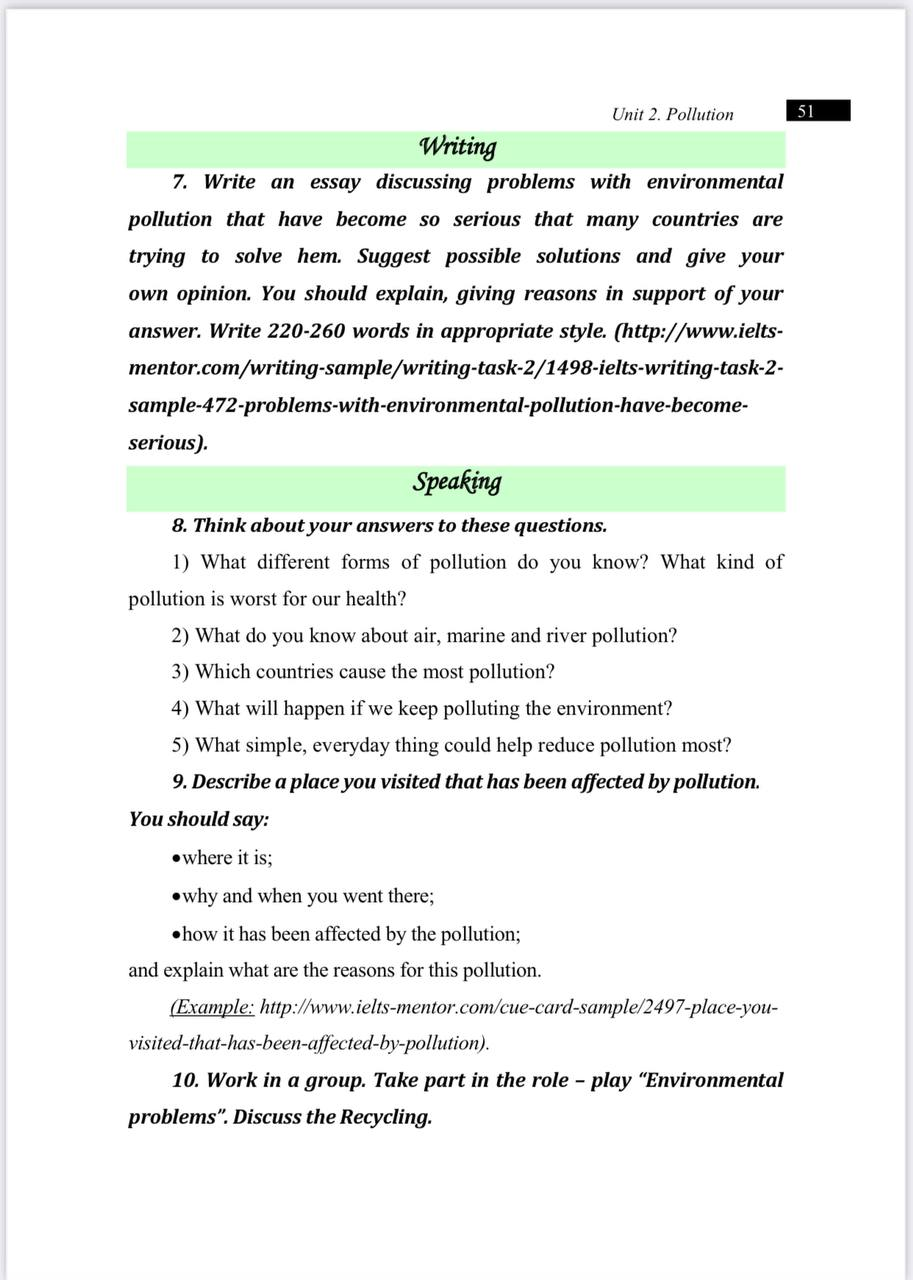 Unit 2. Pollution 51
Writing
7. Write an essay discussing problems with environmental
pollution that have become so serious that many countries are
trying to solve hem. Suggest possible solutions and give your
own opinion. You should explain, giving reasons in support of your
answer. Write 220-260 words in appropriate style. (http://www.ielts-
mentor.com/writing-sample/writing-task-2/1498-ielts-writing-task-2-
sample-472-problems-with-environmental-pollution-have-become-
serious).
Speaking
8. Think about your answers to these questions.
1) What different forms of pollution do you know? What kind of
pollution is worst for our health?
2) What do you know about air, marine and river pollution?
3) Which countries cause the most pollution?
4) What will happen if we keep polluting the environment?
5) What simple, everyday thing could help reduce pollution most?
9. Describe a place you visited that has been affected by pollution.
You should say:
•where it is;
•why and when you went there;
•how it has been affected by the pollution;
and explain what are the reasons for this pollution.
(Example: http://www.ielts-mentor.com/cue-card-sample/2497-place-you-
visited-that-has-been-affected-by-pollution).
10. Work in a group. Take part in the role – play “Environmental
problems”. Discuss the Recycling.